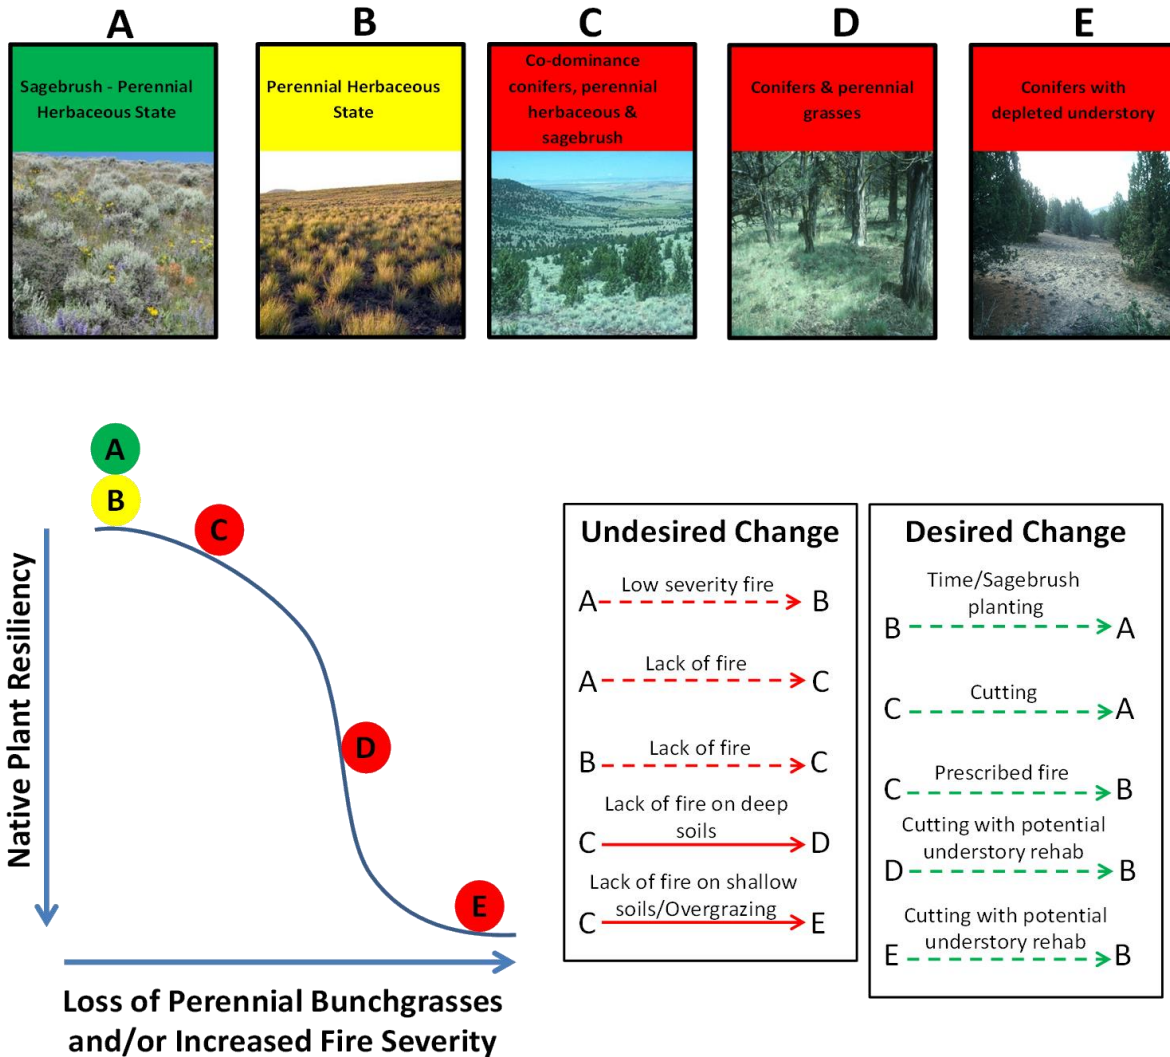 A
B
C
D
E
Sagebrush - Perennial
Herbaceous State
Perennial Herbaceous
State
Co-dominance
conifers, perennial
herbaceous &
sagebrush
Conifers & perennial
grasses
Conifers with
depleted understory
A
B
C
D
E
Native Plant Resiliency
Loss of Perennial Bunchgrasses
and/or Increased Fire Severity
Undesired Change
Low severity fire
A B
Lack of fire
A C
Lack of fire
B C
Lack of fire on deep
soils
C D
Lack of fire on shallow
soils/Overgrazing
C E
Desired Change
Time/Sagebrush
planting
B A
Cutting
C A
Prescribed fire
C B
Cutting with potential
understory rehab
D B
Cutting with potential
understory rehab
E B